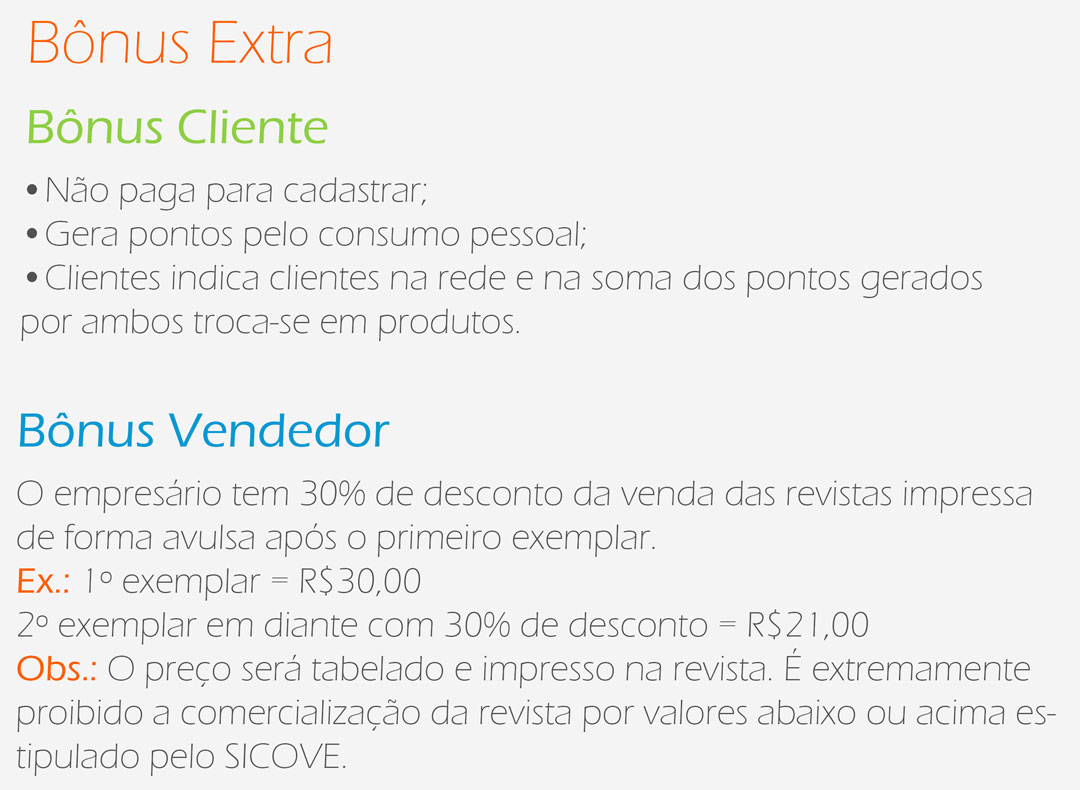 Bônus Extra
Bônus Cliente
•Não paga para cadastrar;
•Gera pontos pelo consumo pessoal;
•Clientes indica clientes na rede e na soma dos pontos gerados
por ambos troca-se em produtos.
Bônus Vendedor
O empresário tem 30% de desconto da venda das revistas impressa
de forma avulsa após o primeiro exemplar.
Ex.: 1º exemplar = R$30,00
2º exemplar em diante com 30% de desconto = R$21,00
Obs.: O preço será tabelado e impresso na revista. É extremamente
proibido a comercialização da revista por valores abaixo ou acima es-
tipulado pelo SICOVE.